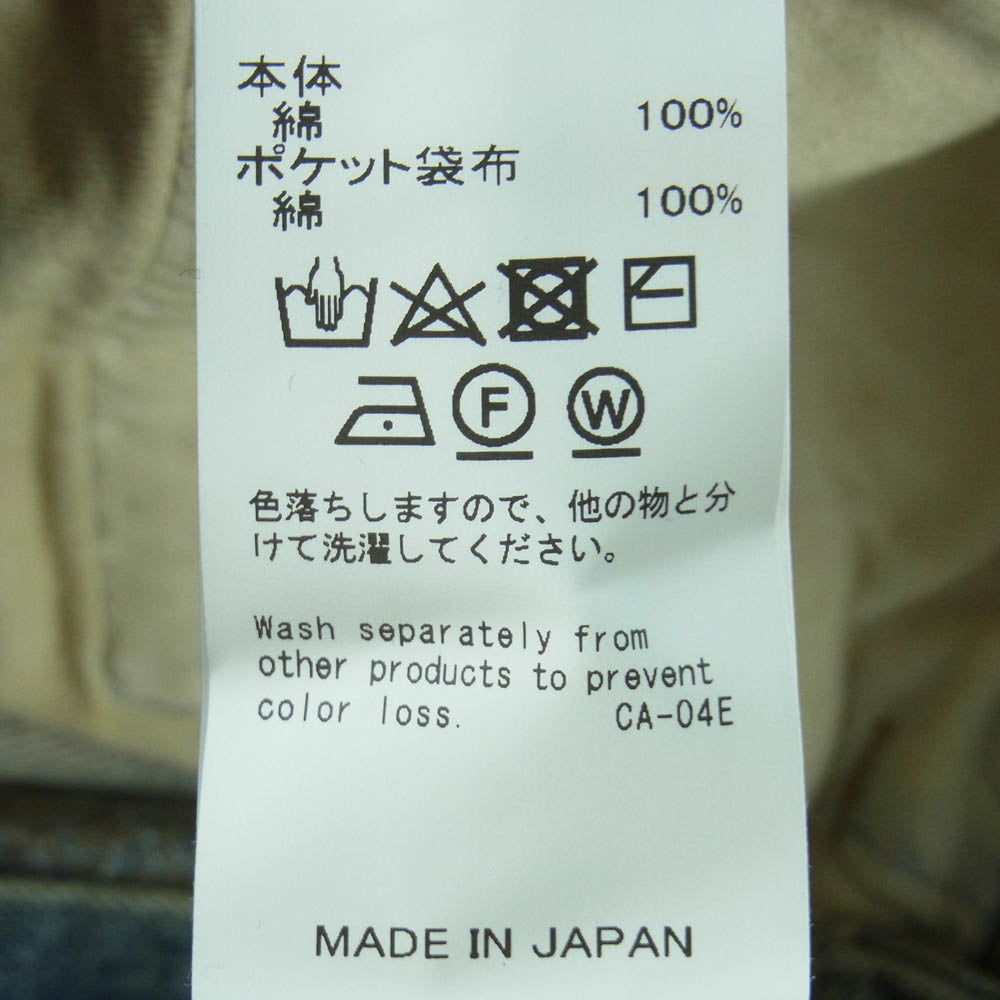 本体
綿 100%
ポケット袋布
綿 100%
F W
色落ちしますので、他の物と分
けて洗濯してください。
Wash separately from
other products to prevent
color loss. CA-04E
MADE IN JAPAN